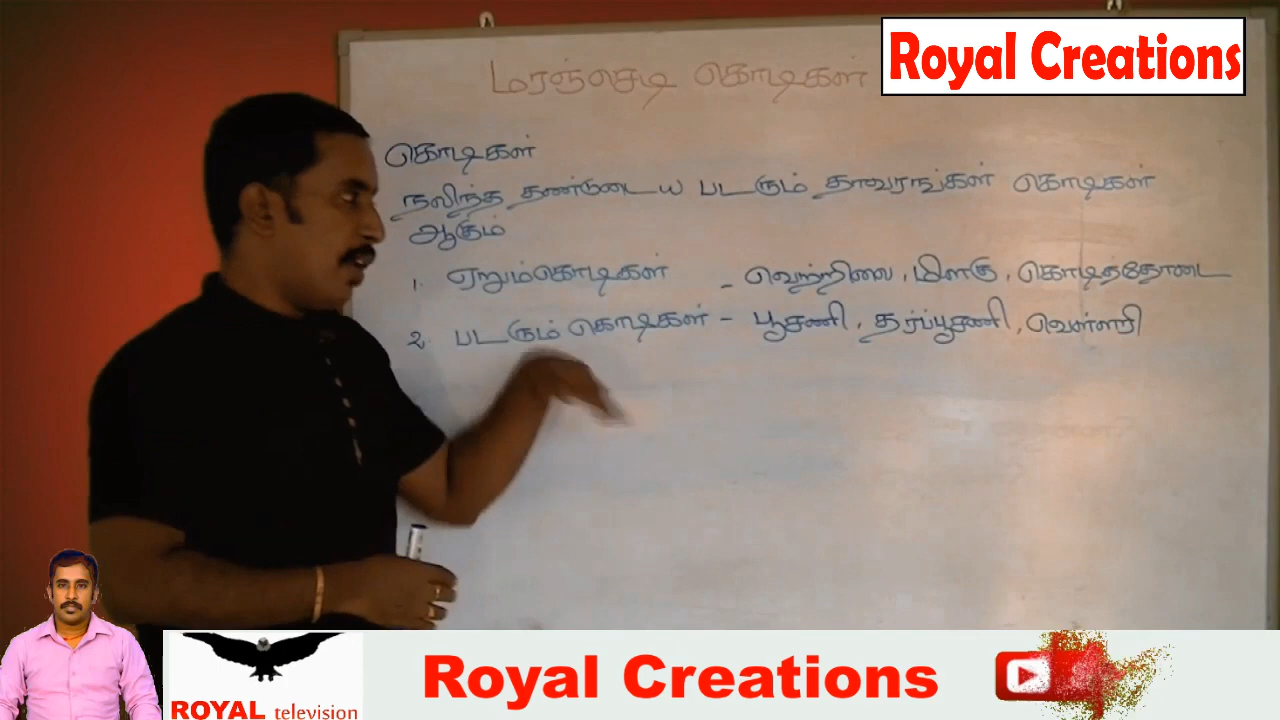 Royal Creations
மரஞ்செடி கொடிகள்
கொடிகள்
நலிந்த தண்டுடைய படரும் தாவரங்கள் கொடிகள்
ஆகும்
1. ஏறும்கொடிகள் - வெற்றிலை, மிளகு, கொடித்தோடை
2. படரும் கொடிகள் - பூசணி, தர்ப்பூசணி, வெள்ளரி
Royal Creations
ROYAL television